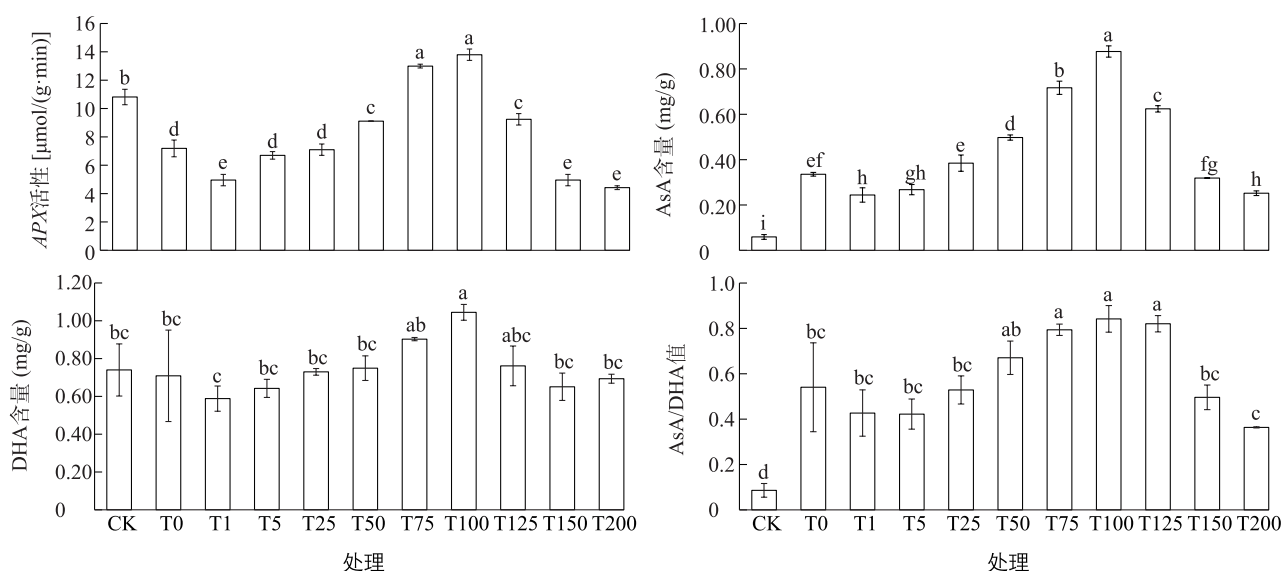 APX活性 [μmol/(g·min)]
16
14
12
10
8
6
4
2
0
b
d
e
d
d
c
a
a
c
e
e
AsA含量 (mg/g)
1.00
0.80
0.60
0.40
0.20
0
i
ef
h
gh
e
d
b
a
c
fg
h
DHA含量 (mg/g)
1.20
1.00
0.80
0.60
0.40
0.20
0
bc
bc
c
bc
bc
bc
ab
a
abc
bc
bc
CK T0 T1 T5 T25 T50 T75 T100 T125 T150 T200
处理
AsA/DHA值
1.0
0.8
0.6
0.4
0.2
0
d
bc
bc
bc
bc
ab
a
a
a
bc
c
CK T0 T1 T5 T25 T50 T75 T100 T125 T150 T200
处理